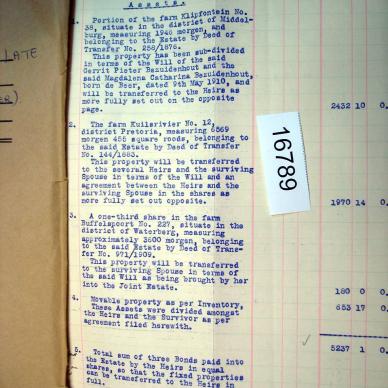 Assets.
LATE
ER).
1. Portion of the farm Klipfontein No.
38, situate in the district of Middel-
burg, measuring 1946 morgen, and
belonging to the Estate by Deed of
Transfer No. 258/1876.
This property has been sub-divided
in terms of the Will of the said
Gerrit Pieter Bezuidenhout and the
said Magdalena Catharina Bezuidenhout,
born de Beer, dated 9th May 1910, and
will be transferred to the Heirs as
more fully set out on the opposite
page. 2432 10 0.
2. The farm Kuilsrivier No. 12,
district Pretoria, measuring 6569
morgen 456 square roods, belonging to
the said Estate by Deed of Transfer
No. 144/1883.
This property will be transferred
to the several Heirs and the surviving
Spouse in terms of the Will and an
agreement between the Heirs and the
surviving Spouse in the shares as
more fully set out opposite. 1970 14 0.
16789
3. A one-third share in the farm
Buffelspoort No. 227, situate in the
district of Waterberg, measuring
approximately 3600 morgen, belonging
to the said Estate by Deed of Trans-
fer No. 971/1909.
This property will be transferred
to the surviving Spouse in terms of
the said Will as being brought by her
into the Joint Estate. 180 0 0.
4. Movable property as per Inventory,
These Assets were divided amongst
the Heirs and the Survivor as per
agreement filed herewith. 653 17 0.
5237 1 0.
5. Total sum of three Bonds paid into
the Estate by the Heirs in equal
shares, so that the fixed properties
can be transferred to the Heirs in
full.